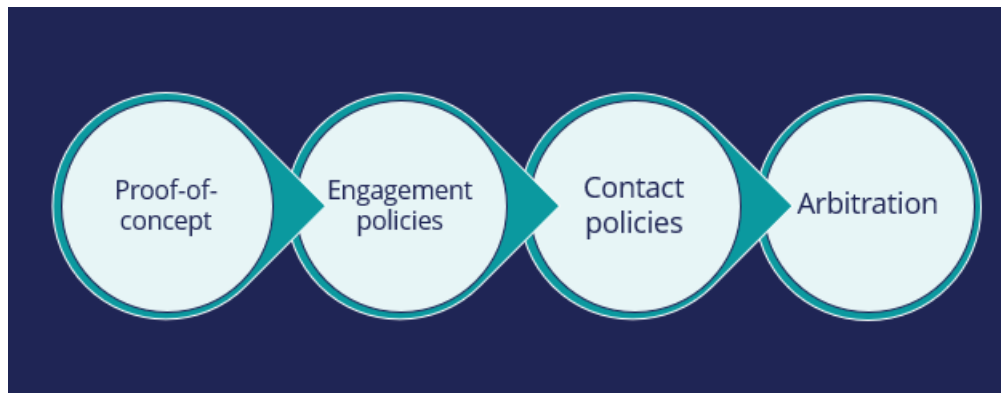 Proof-of-
concept
Engagement
policies
Contact
policies
Arbitration